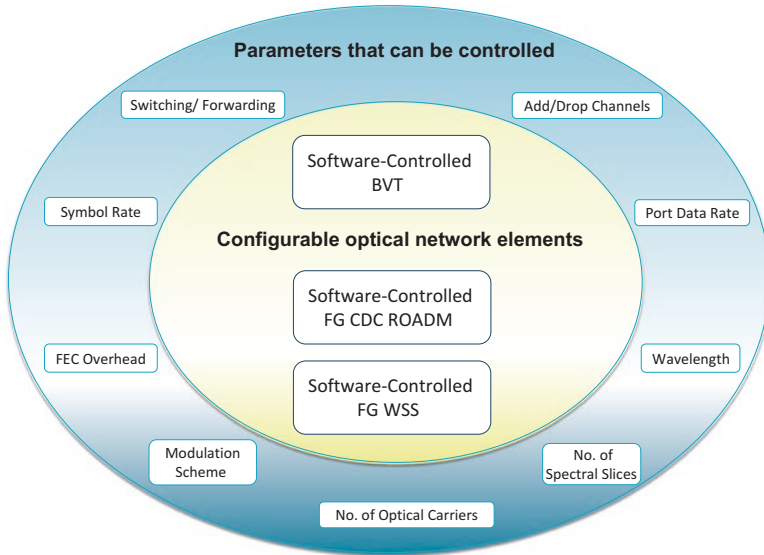 Parameters that can be controlled
Switching/ Forwarding
Add/Drop Channels
Software-Controlled
BVT
Symbol Rate
Port Data Rate
Configurable optical network elements
Software-Controlled
FG CDC ROADM
FEC Overhead
Wavelength
Software-Controlled
FG WSS
Modulation
Scheme
No. of
Spectral Slices
No. of Optical Carriers